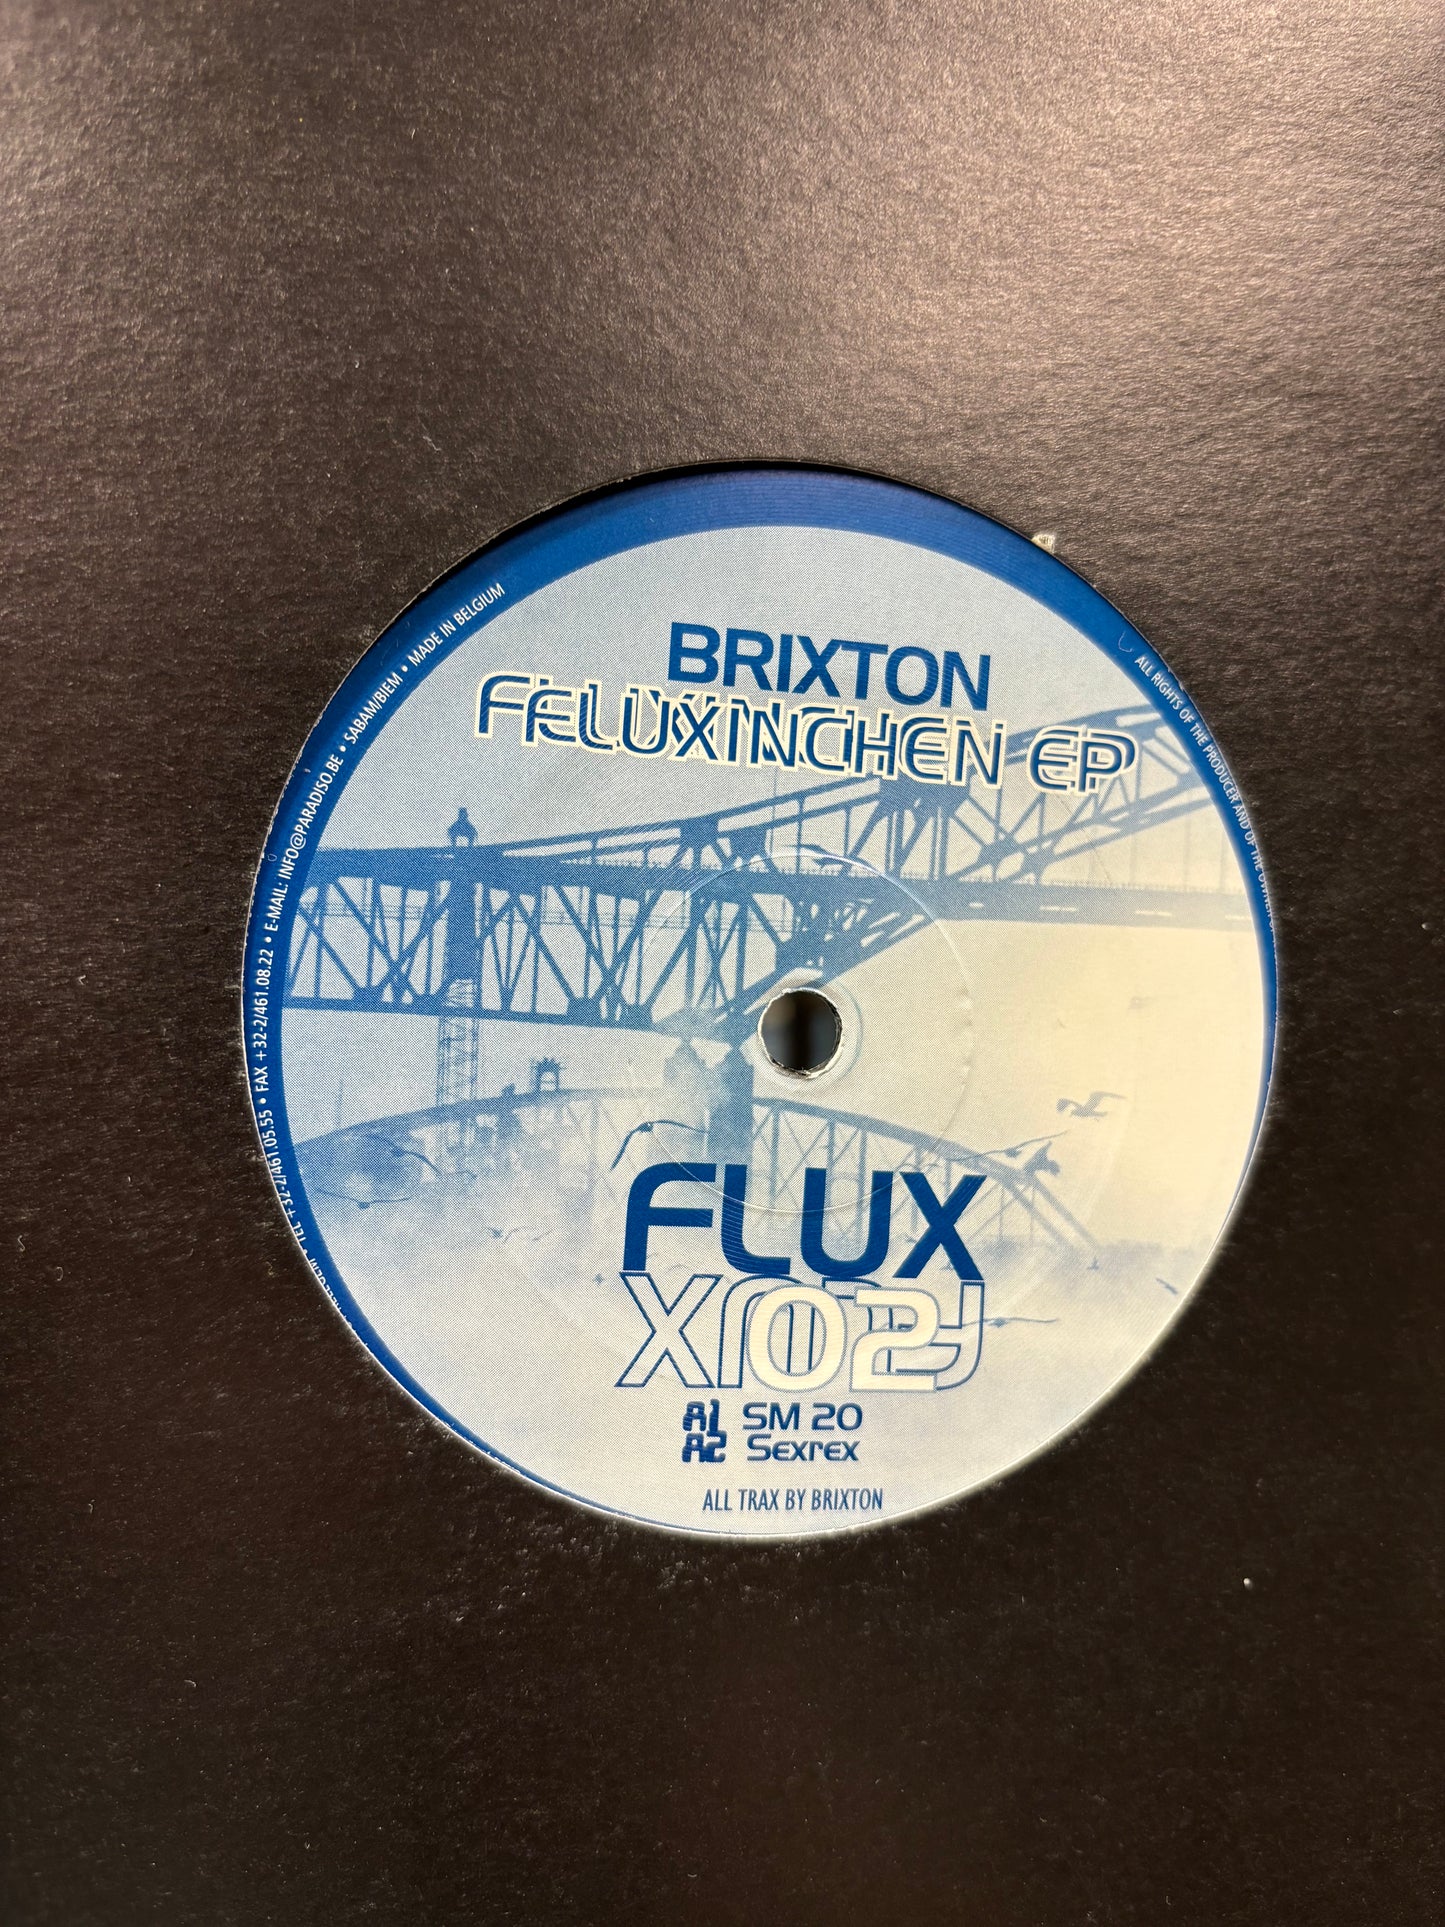 BRIXTON
FELUXINCHEN EP
FLUX
02
A1 SM 20
A2 Sexrex
ALL TRAX BY BRIXTON
TEL +32-2/461.05.55 • FAX +32-2/461.08.22 • E-MAIL: INFO@PARADISO.BE • SABAM/BIEM • MADE IN BELGIUM
ALL RIGHTS OF THE PRODUCER AND OF THE OWNER